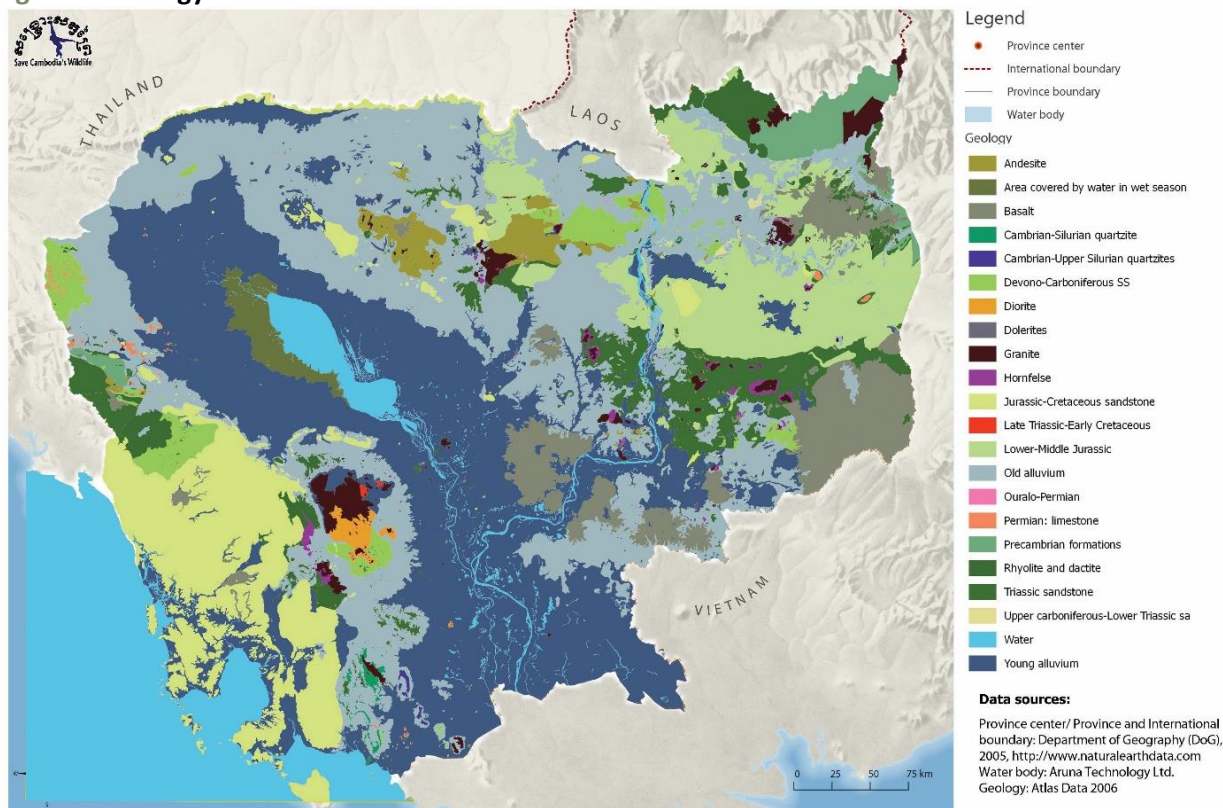 Save Cambodia's Wildlife
THAILAND
LAOS
VIETNAM
0 25 50 75 km
Legend
Province center
International boundary
Province boundary
Water body
Geology
Andesite
Area covered by water in wet season
Basalt
Cambrian-Silurian quartzite
Cambrian-Upper Silurian quartzites
Devono-Carboniferous SS
Diorite
Dolerites
Granite
Hornfelse
Jurassic-Cretaceous sandstone
Late Triassic-Early Cretaceous
Lower-Middle Jurassic
Old alluvium
Ouralo-Permian
Permian: limestone
Precambrian formations
Rhyolite and dactite
Triassic sandstone
Upper carboniferous-Lower Triassic sa
Water
Young alluvium
Data sources:
Province center/ Province and International
boundary: Department of Geography (DoG),
2005, http://www.naturalearthdata.com
Water body: Aruna Technology Ltd.
Geology: Atlas Data 2006